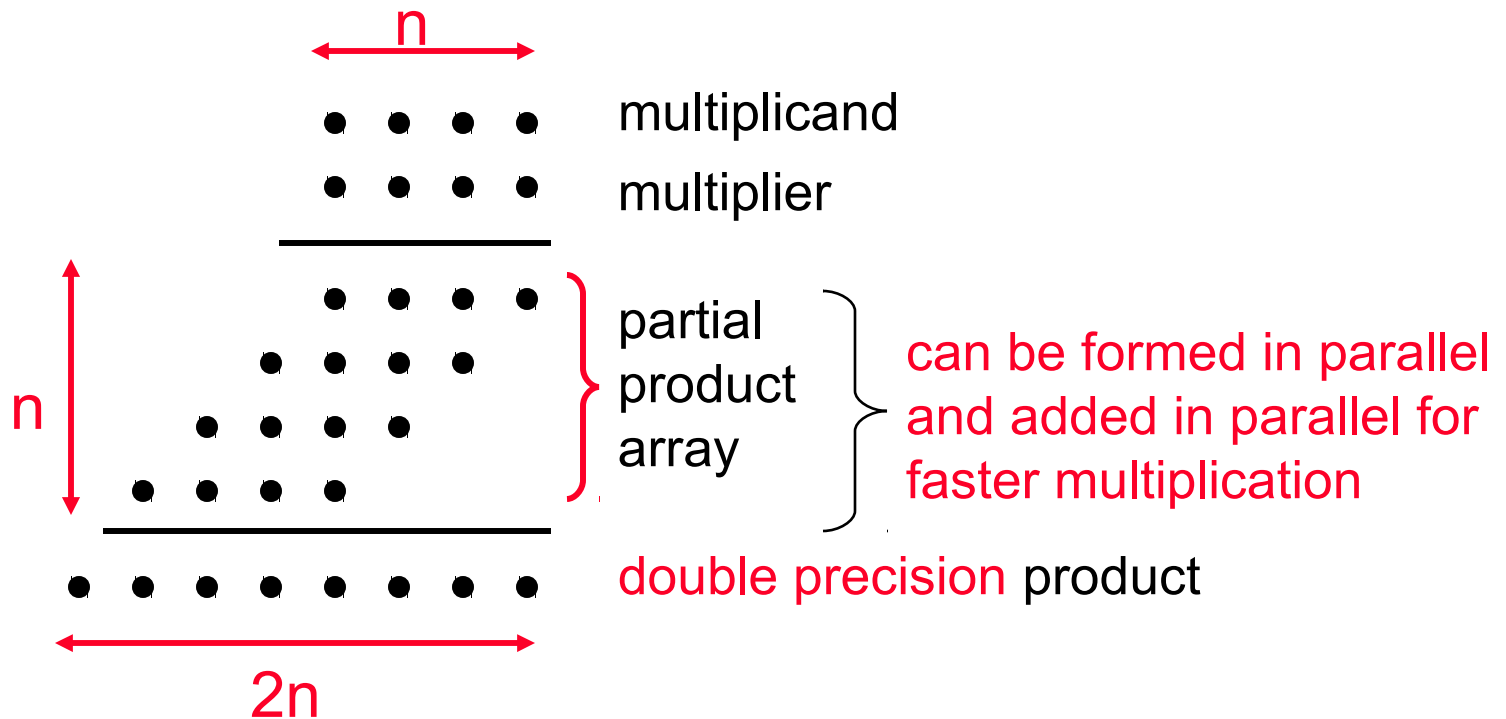 n
multiplicand
multiplier
n
partial
product
array
can be formed in parallel
and added in parallel for
faster multiplication
double precision product
2n